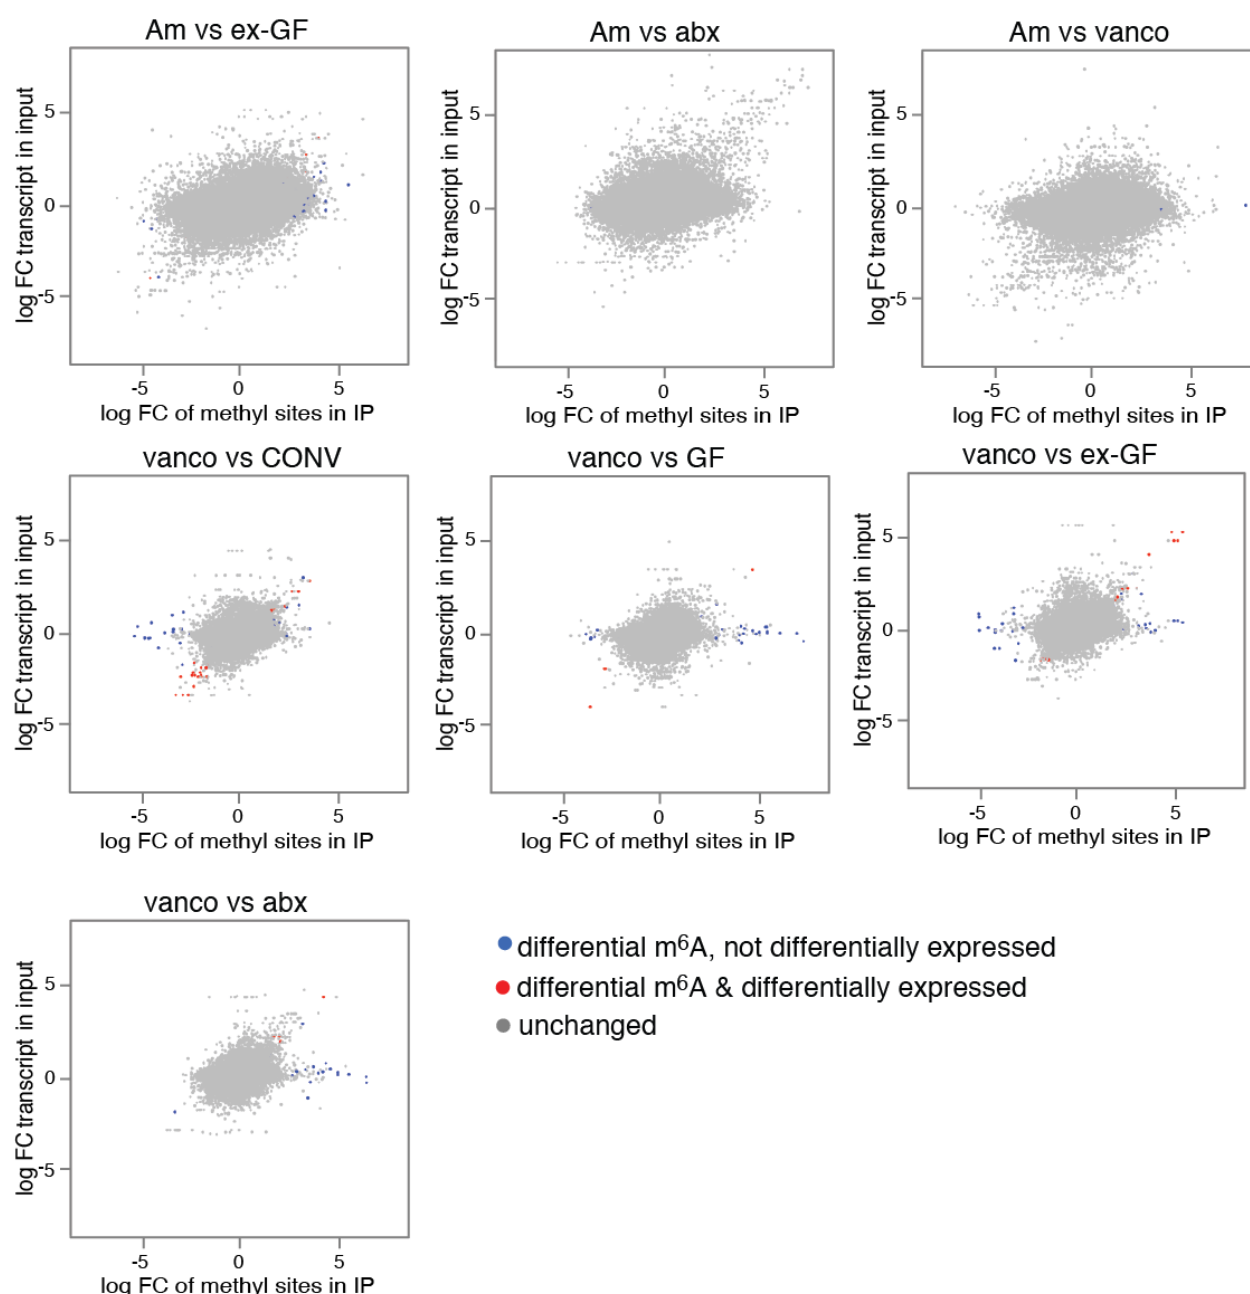 Am vs ex-GF
Am vs abx
Am vs vanco
log FC transcript in input
5
0
-5
-5
0
5
log FC of methyl sites in IP
log FC transcript in input
5
0
-5
-5
0
5
log FC of methyl sites in IP
log FC transcript in input
5
0
-5
-5
0
5
log FC of methyl sites in IP
vanco vs CONV
vanco vs GF
vanco vs ex-GF
log FC transcript in input
5
0
-5
-5
0
5
log FC of methyl sites in IP
log FC transcript in input
5
0
-5
-5
0
5
log FC of methyl sites in IP
log FC transcript in input
5
0
-5
-5
0
5
log FC of methyl sites in IP
vanco vs abx
log FC transcript in input
5
0
-5
-5
0
5
log FC of methyl sites in IP
differential m⁶A, not differentially expressed
differential m⁶A & differentially expressed
unchanged